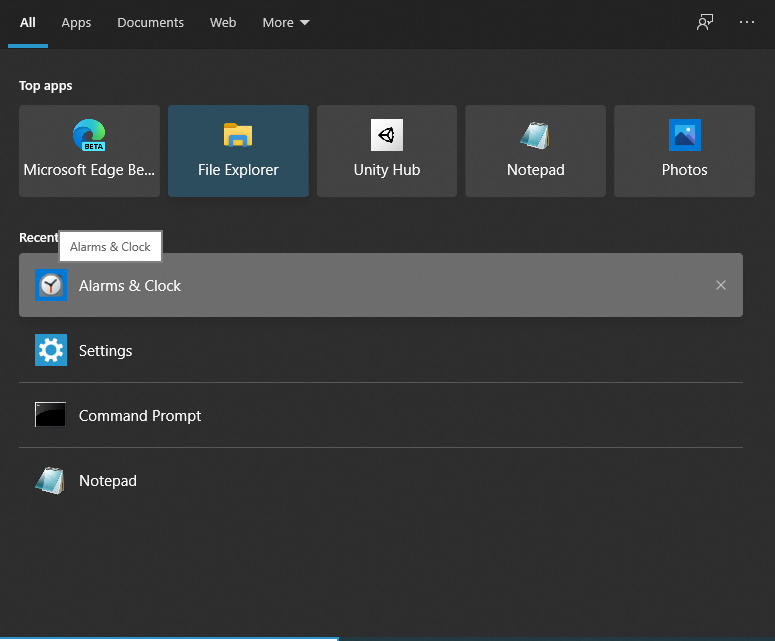 All Apps Documents Web More
Top apps
BETA
Microsoft Edge Be... File Explorer Unity Hub Notepad Photos
Recent
Alarms & Clock
Alarms & Clock
Settings
Command Prompt
Notepad